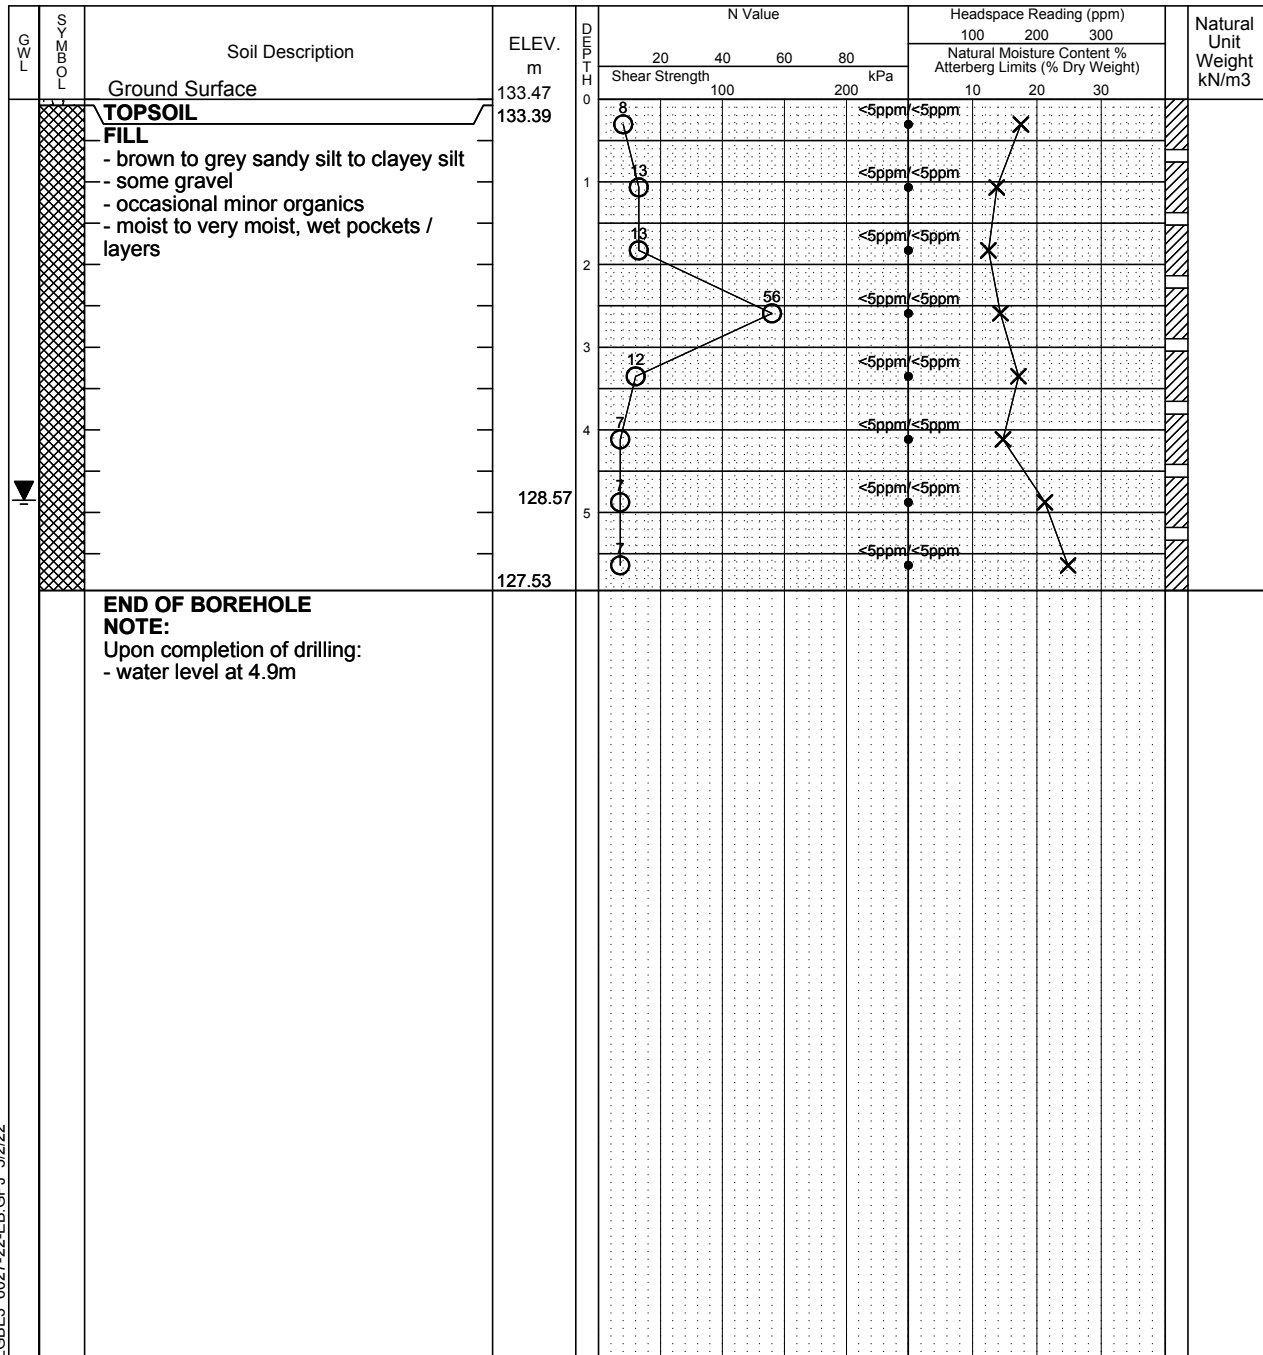 GWL
SYMBOL
Soil Description
ELEV.
m
DEPTH
N Value
20 40 60 80
Shear Strength kPa
100 200
Headspace Reading (ppm)
100 200 300
Natural Moisture Content %
Atterberg Limits (% Dry Weight)
10 20 30
Natural
Unit
Weight
kN/m3
Ground Surface 133.47 0
TOPSOIL 133.39
8 <5ppm/<5ppm
FILL
- brown to grey sandy silt to clayey silt
13 <5ppm/<5ppm
- some gravel 1
- occasional minor organics
- moist to very moist, wet pockets /
13 <5ppm/<5ppm
layers
2
56 <5ppm/<5ppm
3
12 <5ppm/<5ppm
7 <5ppm/<5ppm
4
7 <5ppm/<5ppm
128.57
5
7 <5ppm/<5ppm
127.53
END OF BOREHOLE
NOTE:
Upon completion of drilling:
- water level at 4.9m